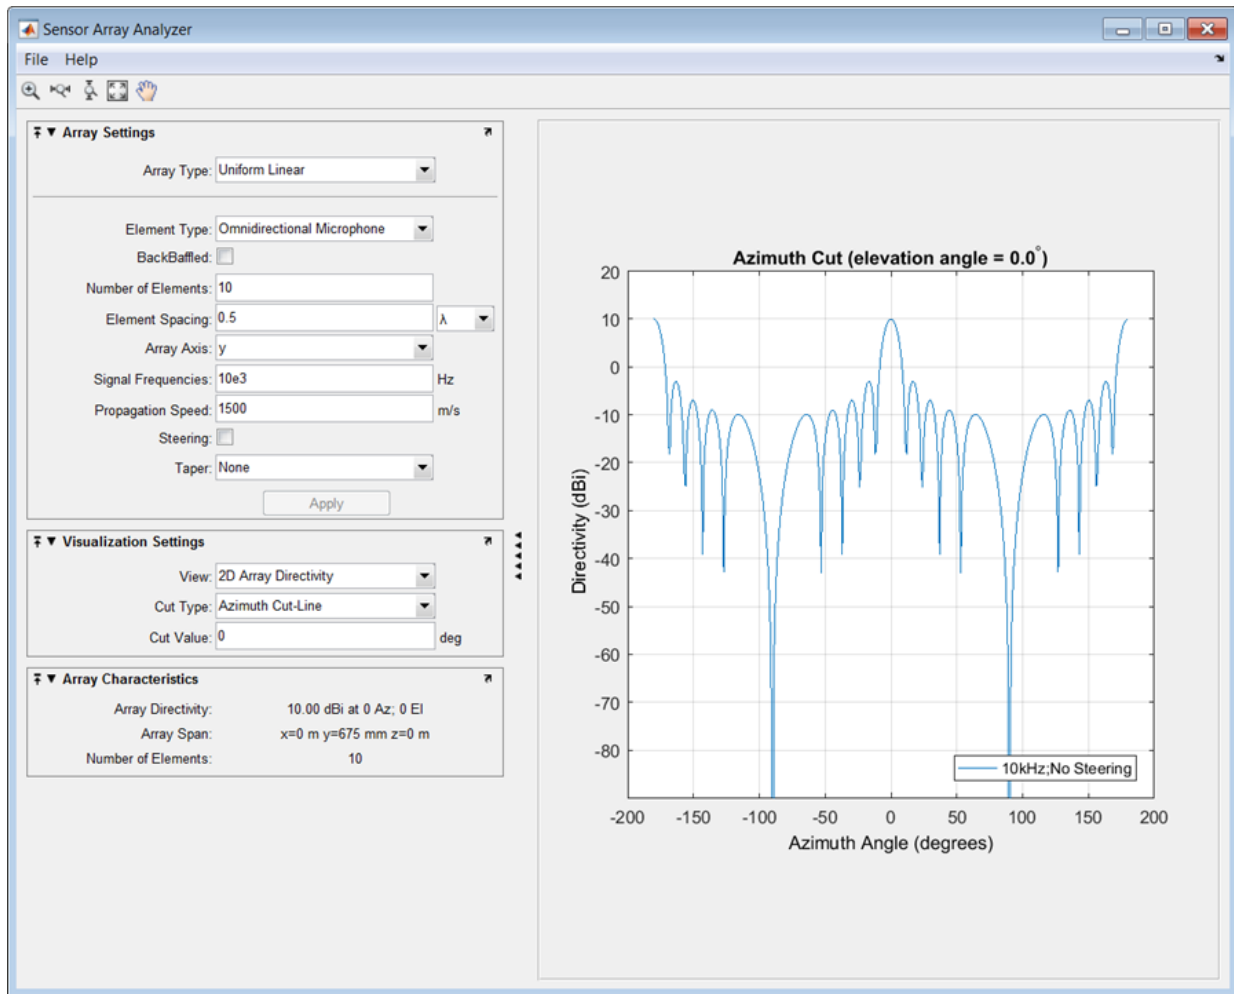 Sensor Array Analyzer
File Help
Array Settings
Array Type: Uniform Linear
Element Type: Omnidirectional Microphone
BackBaffled:
Number of Elements: 10
Element Spacing: 0.5 λ
Array Axis: y
Signal Frequencies: 10e3 Hz
Propagation Speed: 1500 m/s
Steering:
Taper: None
Apply
Visualization Settings
View: 2D Array Directivity
Cut Type: Azimuth Cut-Line
Cut Value: 0 deg
Array Characteristics
Array Directivity: 10.00 dBi at 0 Az; 0 El
Array Span: x=0 m y=675 mm z=0 m
Number of Elements: 10
Azimuth Cut (elevation angle = 0.0°)
20
10
0
-10
-20
-30
-40
-50
-60
-70
-80
Directivity (dBi)
10kHz;No Steering
-200 -150 -100 -50 0 50 100 150 200
Azimuth Angle (degrees)